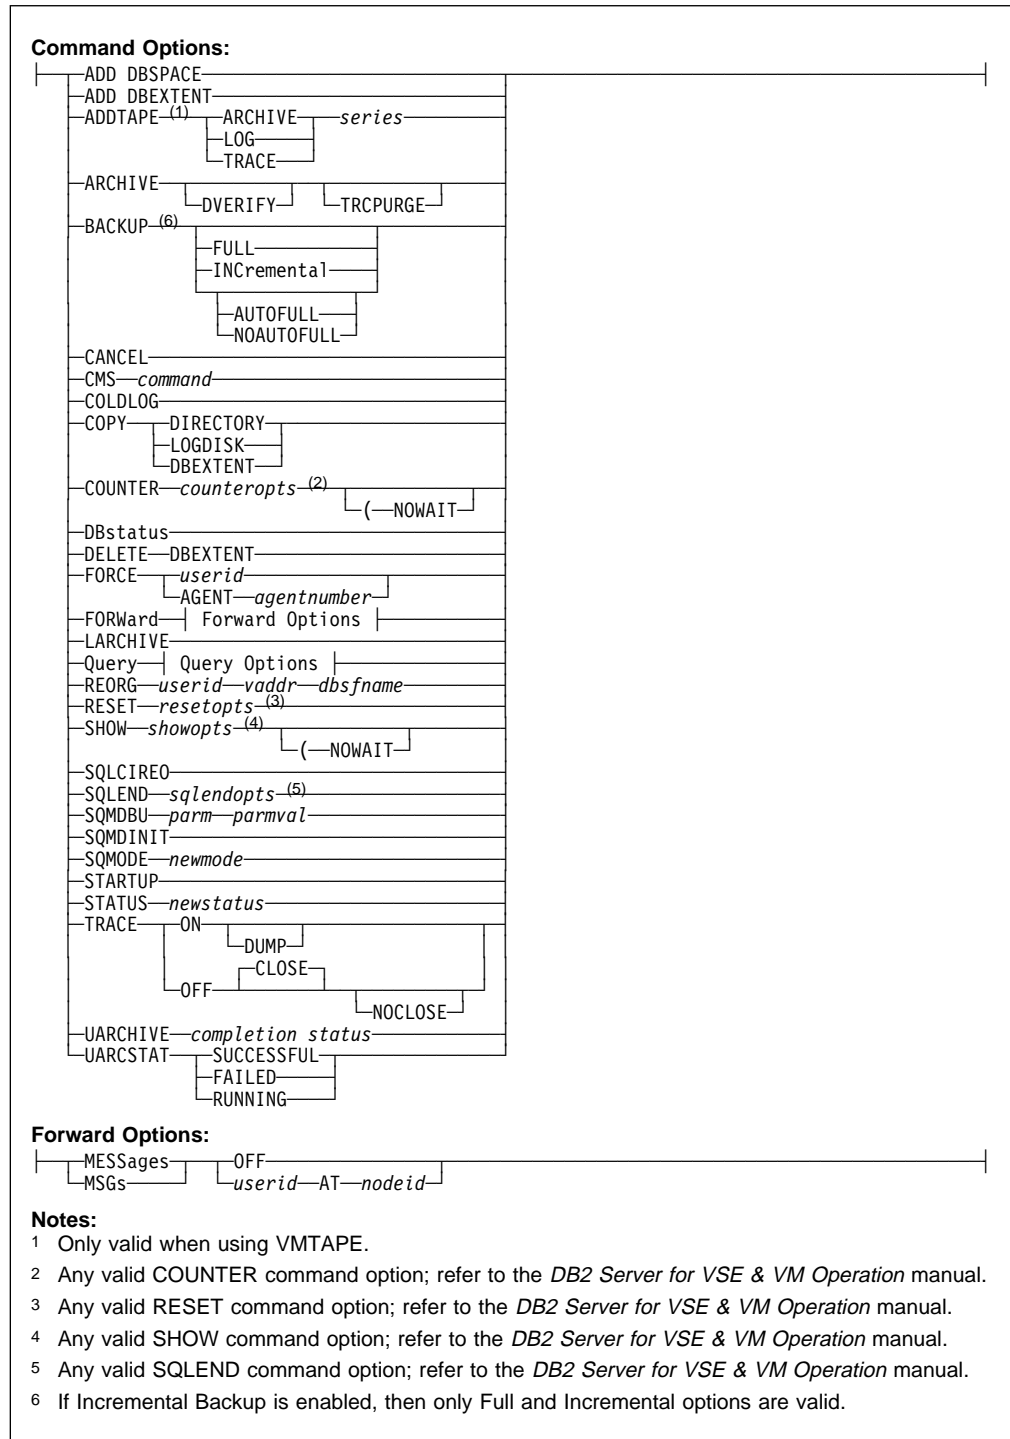 Command Options:
ADD DBSPACE
ADD DBEXTENT
ADDTAPE (1) ARCHIVE series
LOG
TRACE
ARCHIVE
DVERIFY TRCPURGE
BACKUP (6)
FULL
INCremental
AUTOFULL
NOAUTOFULL
CANCEL
CMS command
COLDLOG
COPY DIRECTORY
LOGDISK
DBEXTENT
COUNTER counteropts (2)
( NOWAIT
DBstatus
DELETE DBEXTENT
FORCE userid
AGENT agentnumber
FORWard Forward Options
LARCHIVE
Query Query Options
REORG userid vaddr dbsfname
RESET resetopts (3)
SHOW showopts (4)
( NOWAIT
SQLCIREO
SQLEND sqlendopts (5)
SQMDBU parm parmval
SQMDINIT
SQMODE newmode
STARTUP
STATUS newstatus
TRACE ON
DUMP
CLOSE
OFF
NOCLOSE
UARCHIVE completion status
UARCSTAT SUCCESSFUL
FAILED
RUNNING
Forward Options:
MESSages OFF
MSGs userid AT nodeid
Notes:
1 Only valid when using VMTAPE.
2 Any valid COUNTER command option; refer to the DB2 Server for VSE & VM Operation manual.
3 Any valid RESET command option; refer to the DB2 Server for VSE & VM Operation manual.
4 Any valid SHOW command option; refer to the DB2 Server for VSE & VM Operation manual.
5 Any valid SQLEND command option; refer to the DB2 Server for VSE & VM Operation manual.
6 If Incremental Backup is enabled, then only Full and Incremental options are valid.